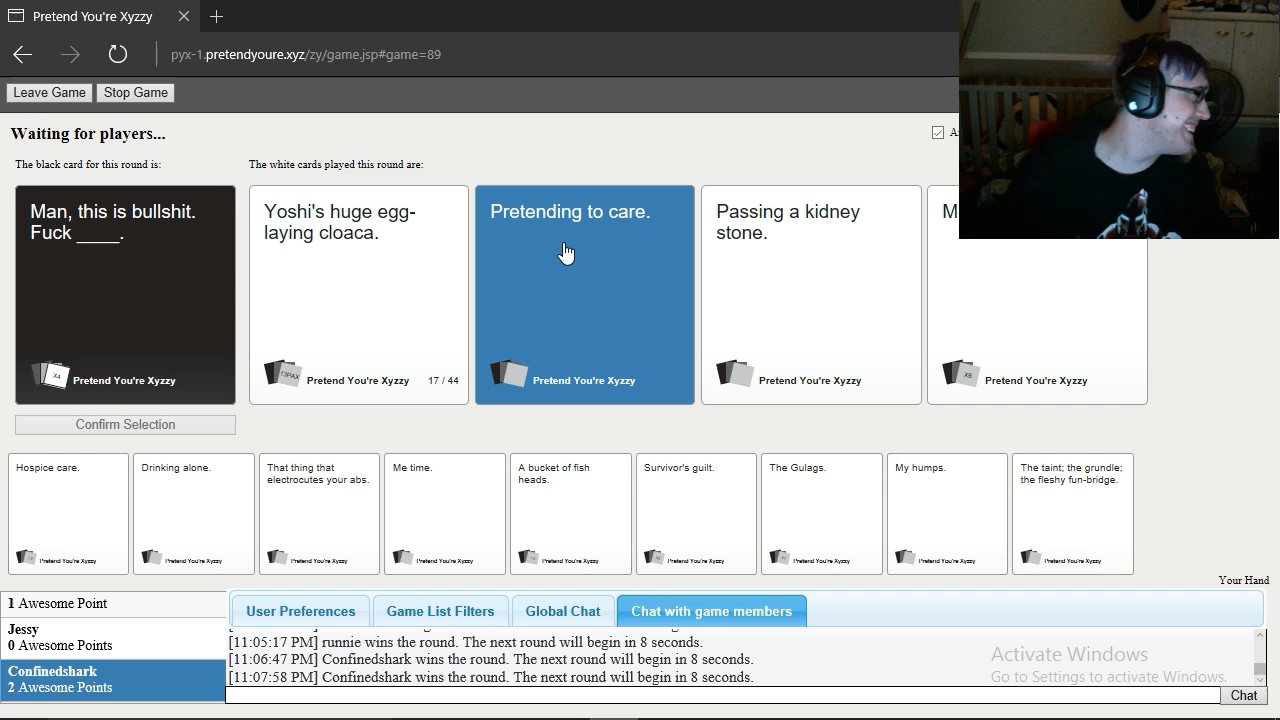 Pretend You're Xyzzy
pyx-1.pretendyoure.xyz/zy/game.jsp#game=89
Leave Game Stop Game
Waiting for players...
The black card for this round is:
The white cards played this round are:
Man, this is bullshit.
Fuck ____.
X4 Pretend You're Xyzzy
Yoshi's huge egg-
laying cloaca.
13PAX Pretend You're Xyzzy 17 / 44
Pretending to care.
Pretend You're Xyzzy
Passing a kidney
stone.
Pretend You're Xyzzy
X6 Pretend You're Xyzzy
Confirm Selection
Hospice care.
Pretend You're Xyzzy
Drinking alone.
Pretend You're Xyzzy
That thing that
electrocutes your abs.
Pretend You're Xyzzy
Me time.
Pretend You're Xyzzy
A bucket of fish
heads.
Pretend You're Xyzzy
Survivor's guilt.
Pretend You're Xyzzy
The Gulags.
Pretend You're Xyzzy
My humps.
Pretend You're Xyzzy
The taint; the grundle;
the fleshy fun-bridge.
Pretend You're Xyzzy
Your Hand
1 Awesome Point
Jessy
0 Awesome Points
Confinedshark
2 Awesome Points
User Preferences
Game List Filters
Global Chat
Chat with game members
[11:05:17 PM] runnie wins the round. The next round will begin in 8 seconds.
[11:06:47 PM] Confinedshark wins the round. The next round will begin in 8 seconds.
[11:07:58 PM] Confinedshark wins the round. The next round will begin in 8 seconds.
Activate Windows
Go to Settings to activate Windows.
Chat